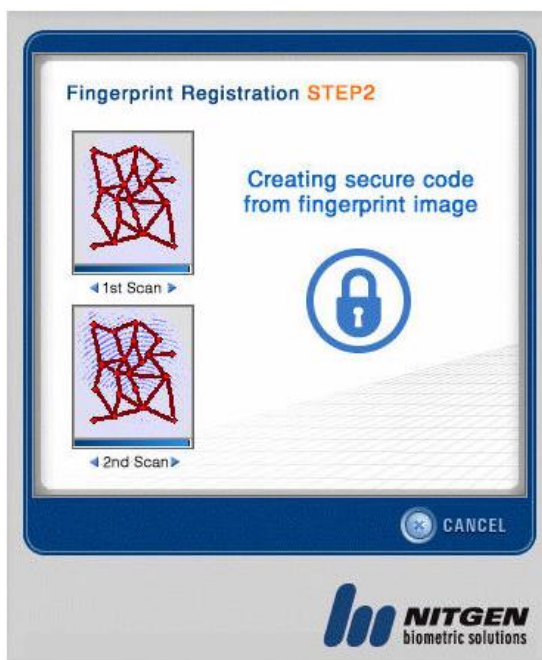 Fingerprint Registration STEP2
Creating secure code
from fingerprint image
1st Scan
2nd Scan
CANCEL
NITGEN
biometric solutions